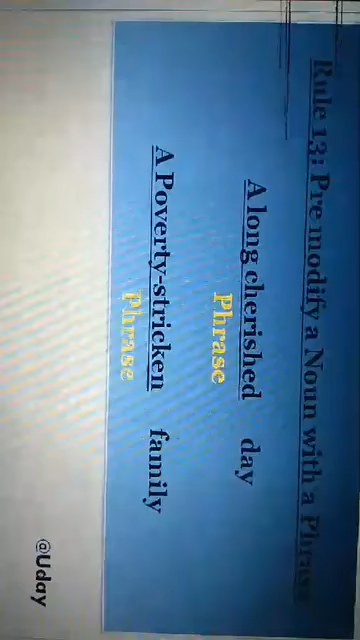 Rule 13: Pre modify a Noun with a Phrase
A long cherished day
Phrase
A Poverty-stricken family
Phrase
@Uday